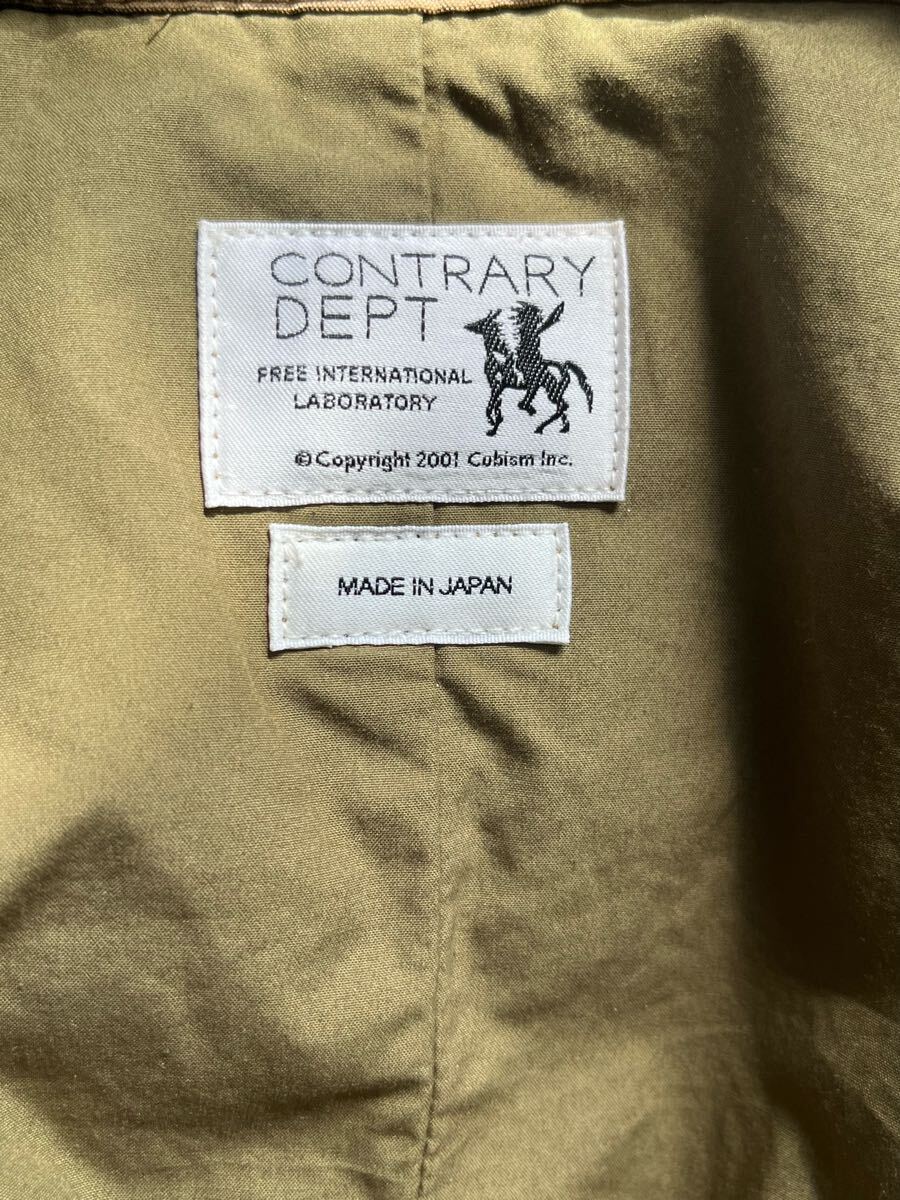 CONTRARY
DEPT
FREE INTERNATIONAL
LABORATORY
© Copyright 2001 Cubism Inc.
MADE IN JAPAN